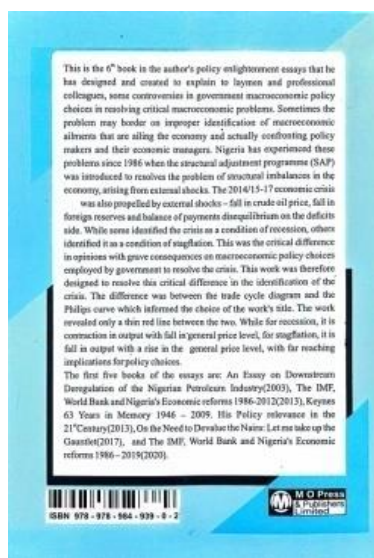 This is the 6th book in the author's policy enlightenment essays that he
has designed and created to explain to laymen and professional
colleagues, some controversies in government macroeconomic policy
choices in resolving critical macroeconomic problems. Sometimes the
problem may border on improper identification of macroeconomic
ailments that are ailing the economy and actually confronting policy
makers and their economic managers. Nigeria has experienced these
problems since 1986 when the structural adjustment programme (SAP)
was introduced to resolves the problem of structural imbalances in the
economy, arising from external shocks. The 2014/15-17 economic crisis
was also propelled by external shocks – fall in crude oil price, fall in
foreign reserves and balance of payments disequilibrium on the deficits
side. While some identified the crisis as a condition of recession, others
identified it as a condition of stagflation. This was the critical difference
in opinions with grave consequences on macroeconomic policy choices
employed by government to resolve the crisis. This work was therefore
designed to resolve this critical difference in the identification of the
crisis. The difference was between the trade cycle diagram and the
Philips curve which informed the choice of the work's title. The work
revealed only a thin red line between the two. While for recession, it is
contraction in output with fall in general price level, for stagflation, it is
fall in output with a rise in the general price level, with far reaching
implications for policy choices.
The first five books of the essays are: An Essay on Downstream
Deregulation of the Nigerian Petroleum Industry(2003), The IMF,
World Bank and Nigeria's Economic reforms 1986-2012(2013), Keynes
63 Years in Memory 1946 - 2009. His Policy relevance in the
21st Century(2013), On the Need to Devalue the Naira: Let me take up the
Gauntlet(2017), and The IMF, World Bank and Nigeria's Economic
reforms 1986–2019(2020).
M O Press
& Publishers
Limited
ISBN 978-978-984-939-0-2